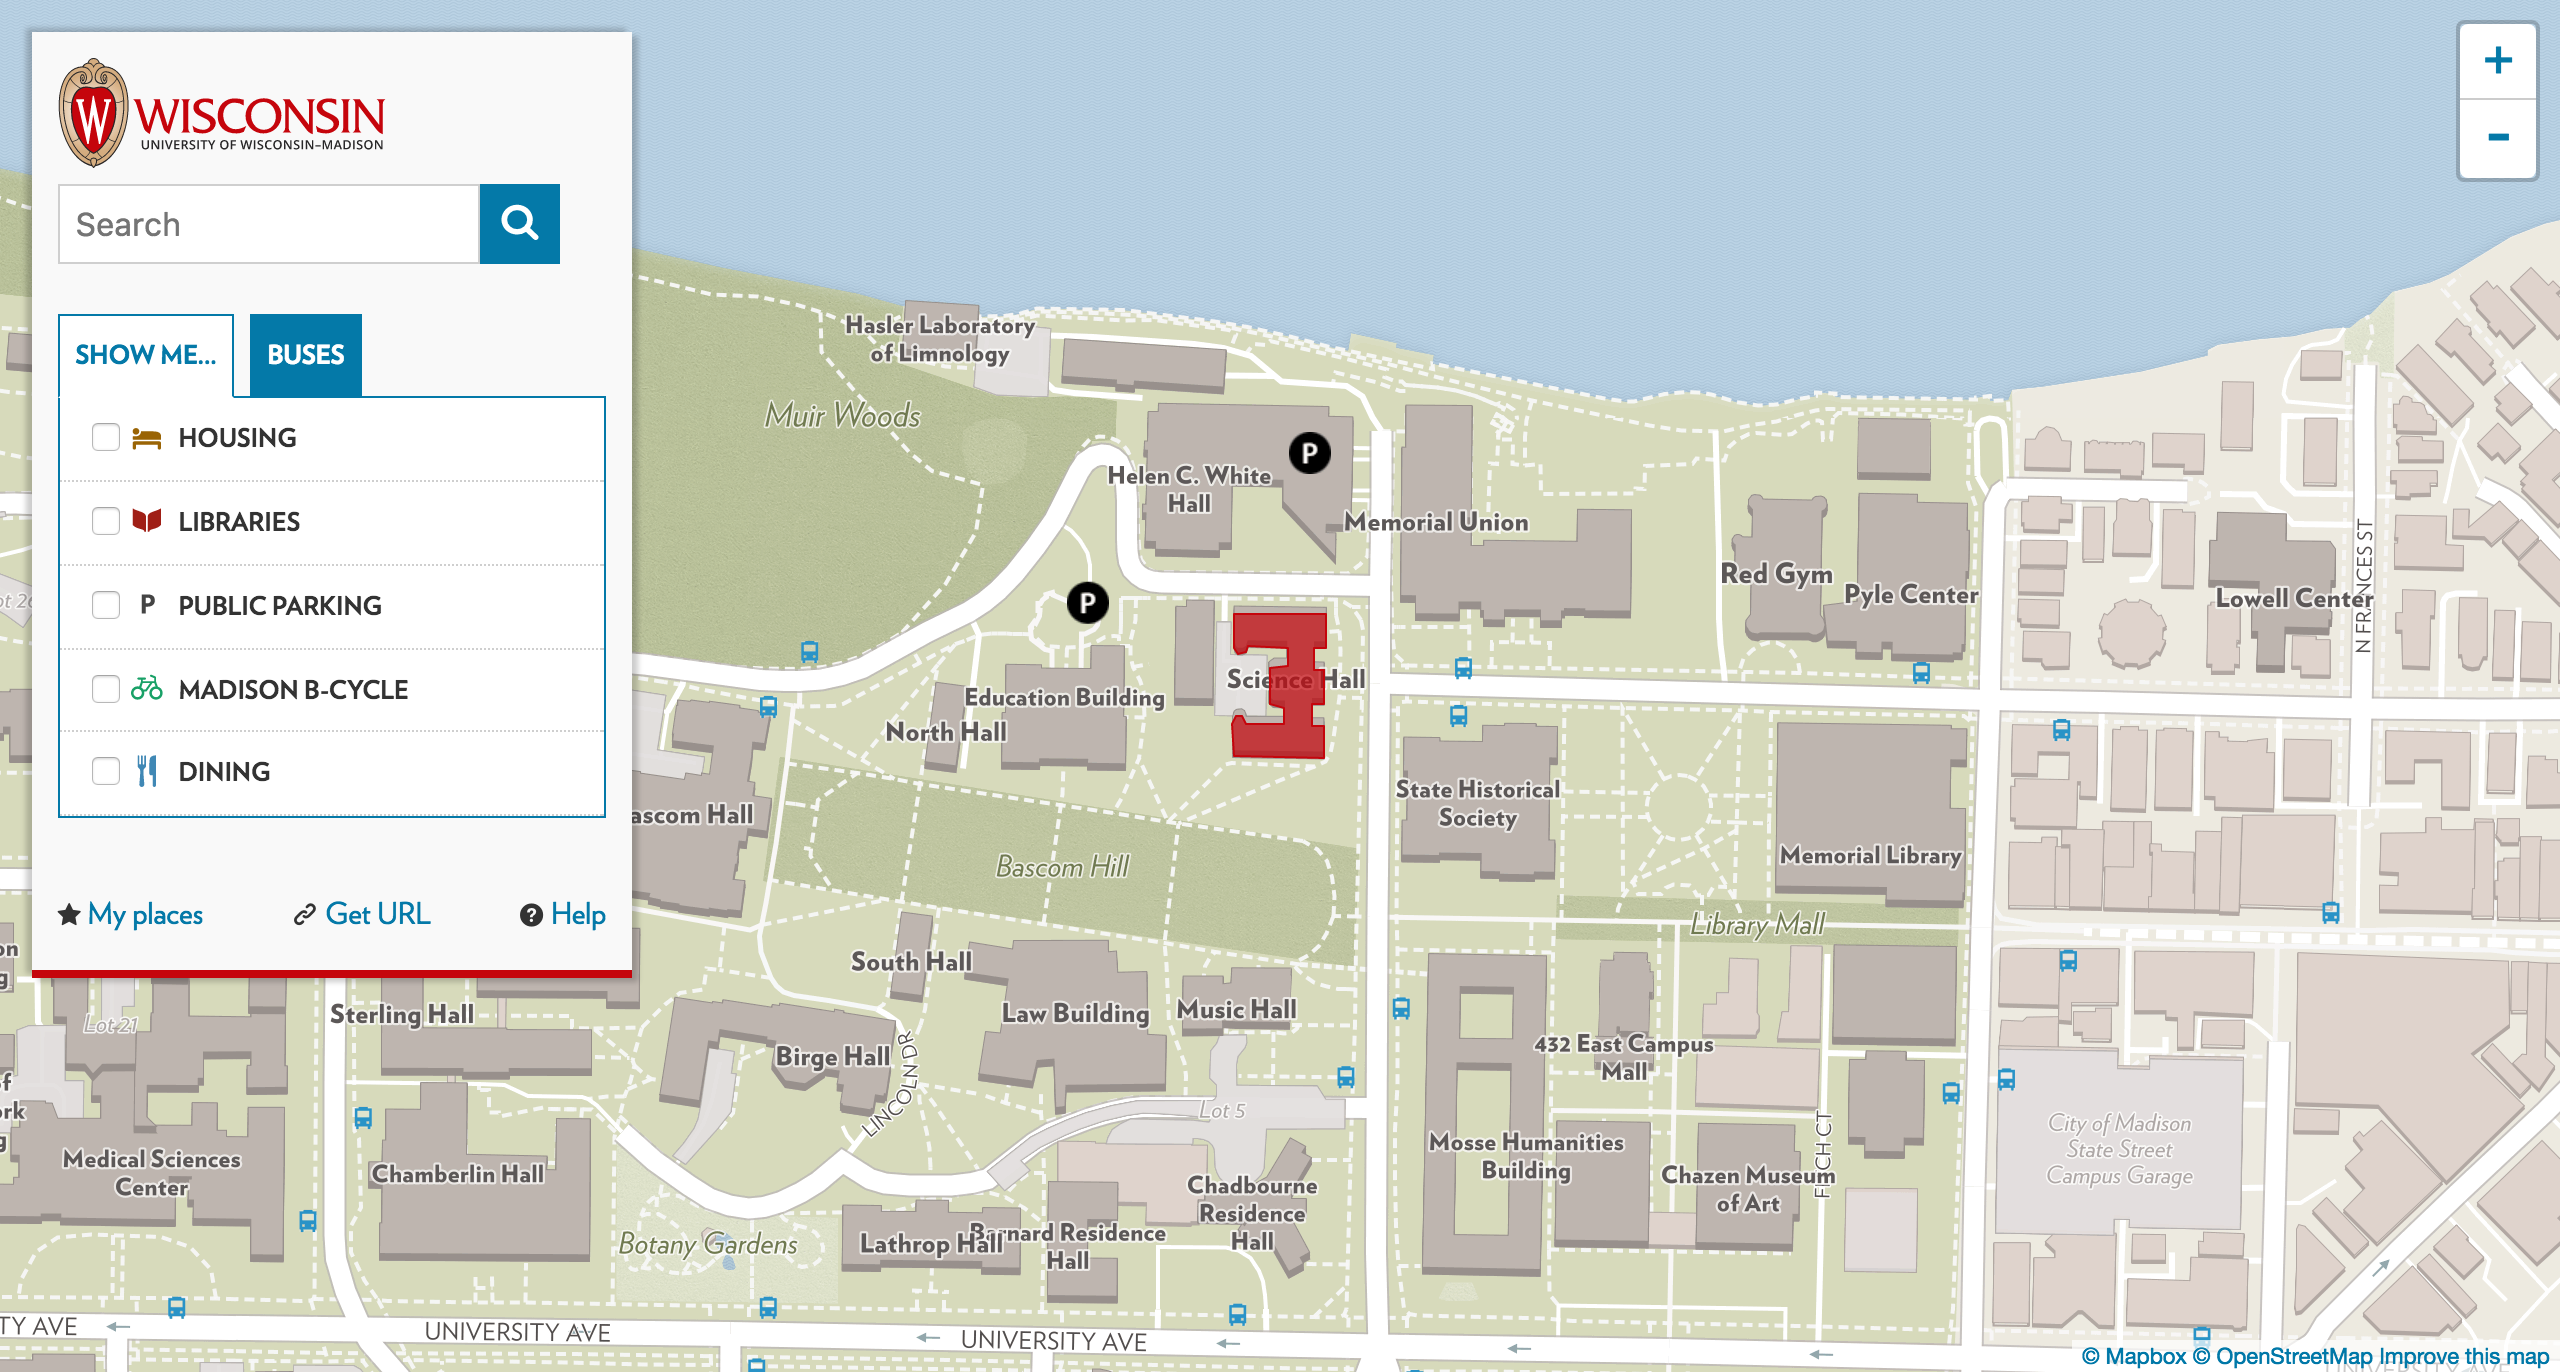 WISCONSIN
UNIVERSITY OF WISCONSIN–MADISON
Search
SHOW ME...
BUSES
HOUSING
LIBRARIES
P
PUBLIC PARKING
MADISON B-CYCLE
DINING
My places
Get URL
Help
+
-
Hasler Laboratory
of Limnology
Muir Woods
P
Helen C. White
Hall
Memorial Union
Red Gym
Pyle Center
Lowell Center
N FRANCES ST
P
Science Hall
Education Building
North Hall
State Historical
Society
ascom Hall
Memorial Library
Bascom Hill
Library Mall
South Hall
Law Building
Music Hall
Sterling Hall
Lot 21
Birge Hall
LINCOLN DR
432 East Campus
Mall
Lot 5
City of Madison
State Street
Campus Garage
Mosse Humanities
Building
Chazen Museum
of Art
Medical Sciences
Center
Chamberlin Hall
Chadbourne
Residence
Hall
Lathrop Hall
Barnard Residence
Hall
Botany Gardens
TY AVE
UNIVERSITY AVE
UNIVERSITY AVE
© Mapbox © OpenStreetMap Improve this map